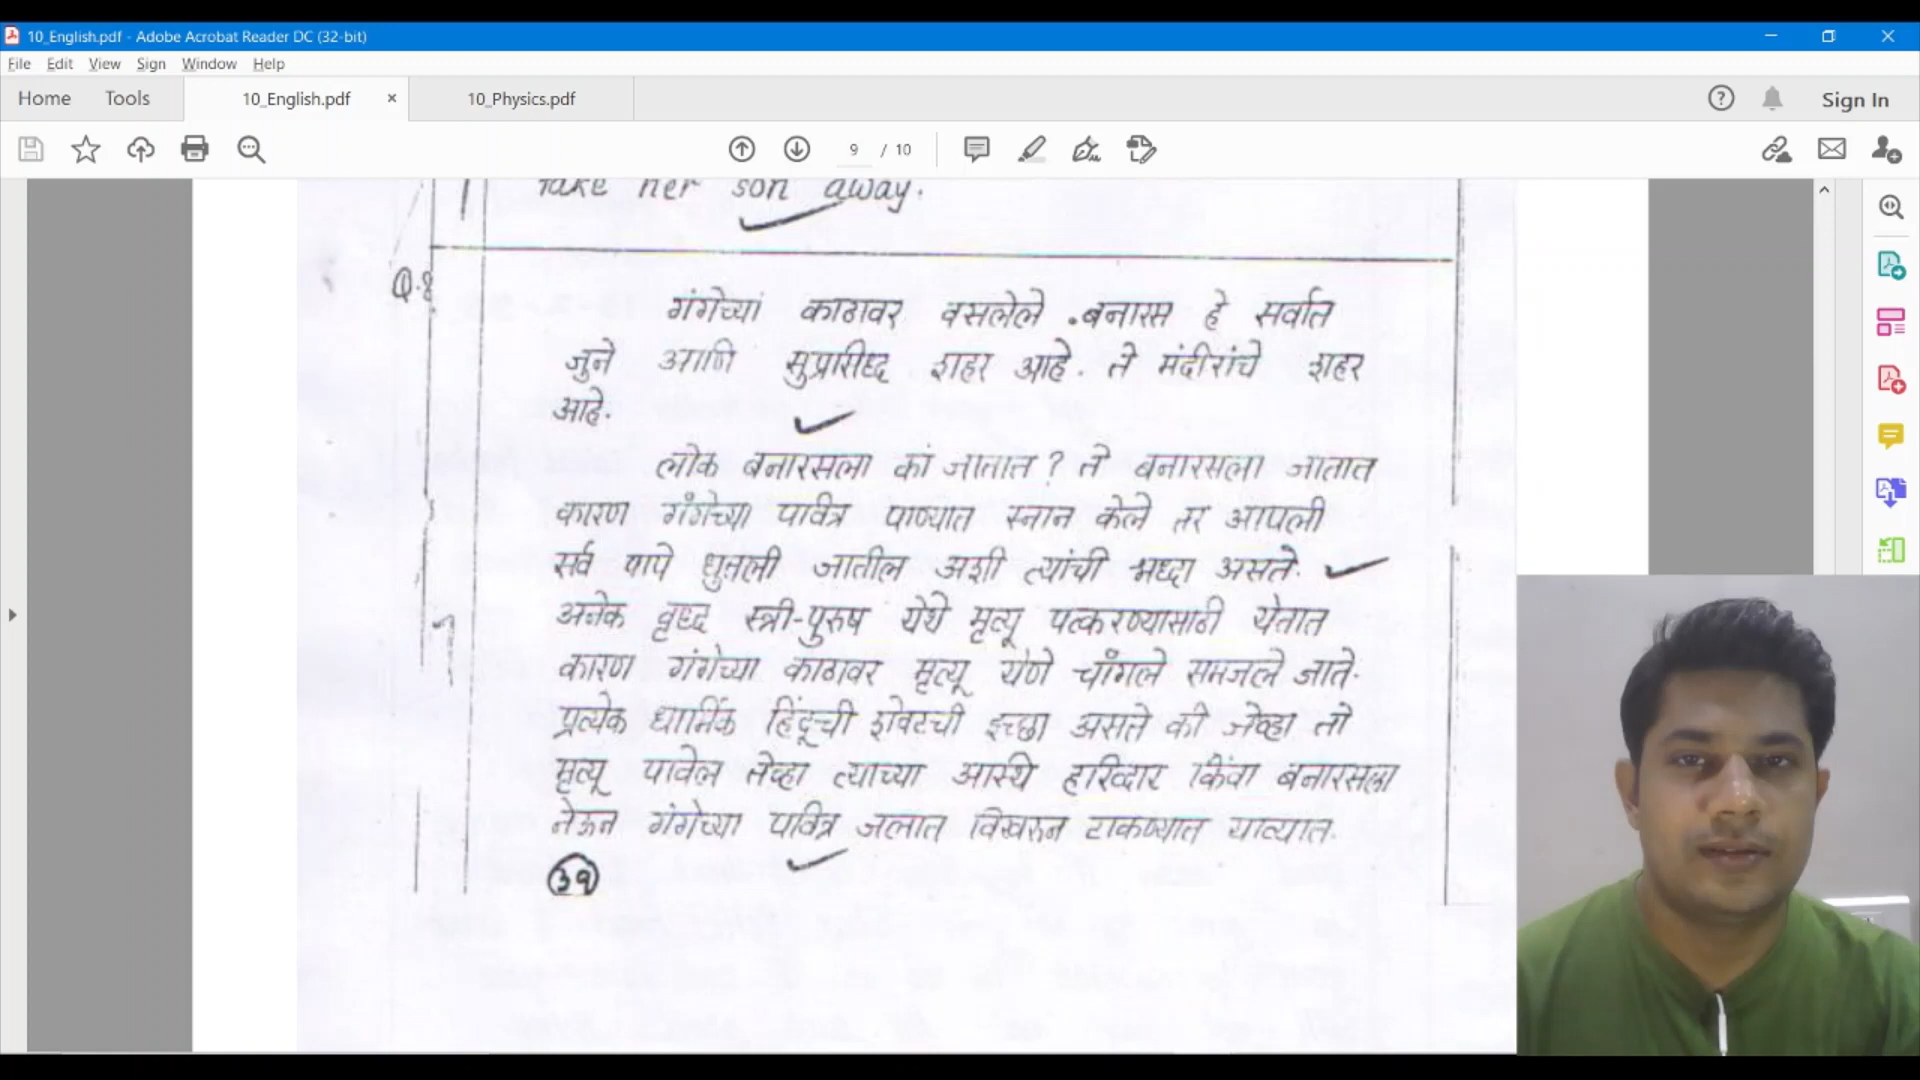 10_English.pdf - Adobe Acrobat Reader DC (32-bit)
File Edit View Sign Window Help
Home Tools 10_English.pdf × 10_Physics.pdf Sign In
9 / 10
take her son away.
Q.8
गंगेच्यां काठावर वसलेले बनारस हे सर्वात
जुने आणि सुप्रसिध्द शहर आहे. ते मंदीरांचे शहर
आहे.
लोक बनारसला कां जातात ? ते बनारसला जातात
कारण गंगेच्या पवित्र पाण्यात स्नान केले तर आपली
सर्व पापे धुतली जातील अशी त्यांची श्रध्दा असते.
अनेक वृध्द स्त्री-पुरुष येथे मृत्यू पत्करण्यासाठी येतात
कारण गंगेच्या काठावर मृत्यू येणे चांगले समजले जाते.
प्रत्येक धार्मिक हिंदूची शेवटची इच्छा असते की जेव्हा तो
मृत्यू पावेल तेव्हा त्याच्या अस्थि हरिव्दार किंवा बनारसला
नेऊन गंगेच्या पवित्र जलात विखरुन टाकण्यात याव्यात.
39